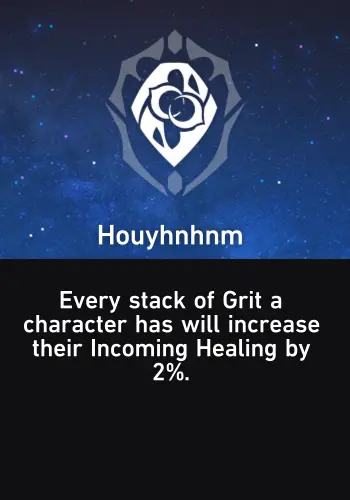 Houyhnhnm
Every stack of Grit a
character has will increase
their Incoming Healing by
2%.